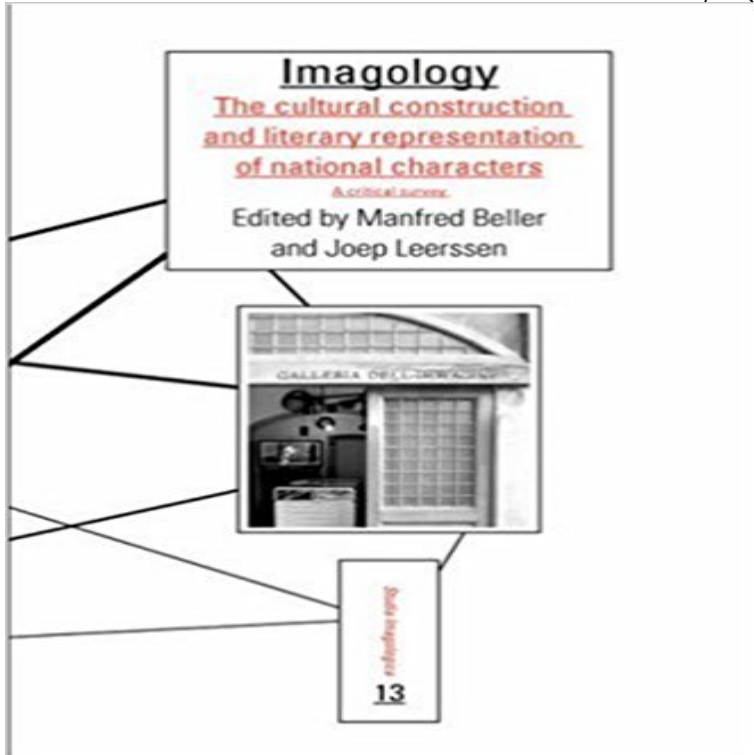 Imagology
The cultural construction
and literary representation
of national characters
A critical survey
Edited by Manfred Beller
and Joep Leerssen
GALLERIA DELL'IMMAGINE
Studia Imagologica
13